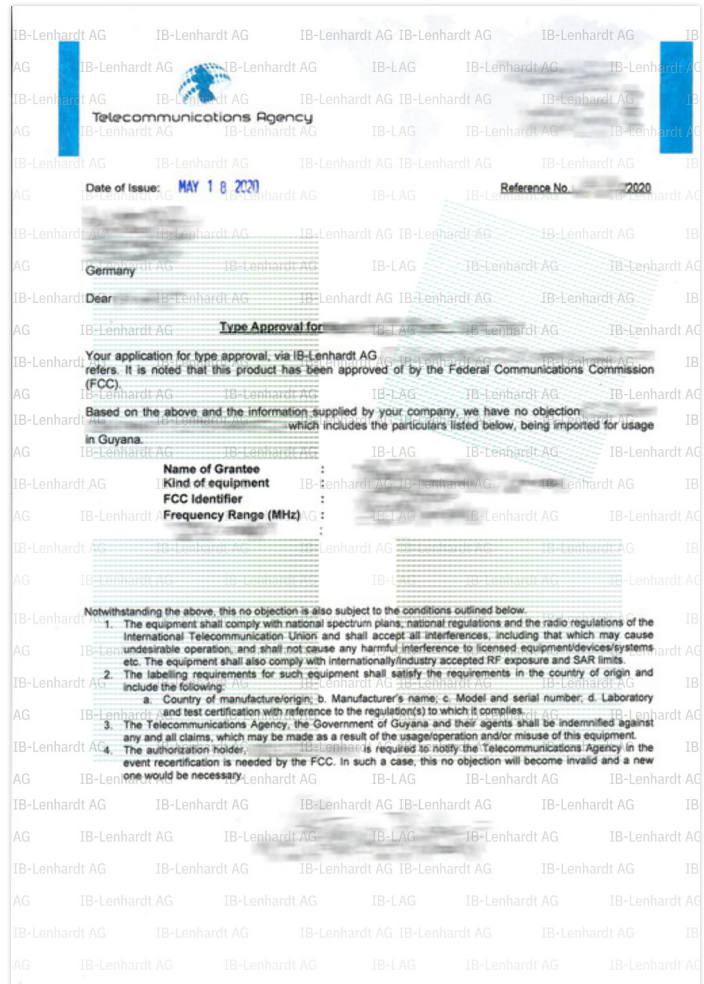 Telecommunications Agency
Date of Issue: MAY 18 2020 Reference No. /2020
Germany
Dear
Type Approval for
Your application for type approval, via IB-Lenhardt AG
refers. It is noted that this product has been approved of by the Federal Communications Commission
(FCC).
Based on the above and the information supplied by your company, we have no objection
which includes the particulars listed below, being imported for usage
in Guyana.
Name of Grantee :
Kind of equipment :
FCC Identifier :
Frequency Range (MHz) :
:
Notwithstanding the above, this no objection is also subject to the conditions outlined below.
1. The equipment shall comply with national spectrum plans, national regulations and the radio regulations of the
International Telecommunication Union and shall accept all interferences, including that which may cause
undesirable operation, and shall not cause any harmful interference to licensed equipment/devices/systems
etc. The equipment shall also comply with internationally/industry accepted RF exposure and SAR limits.
2. The labelling requirements for such equipment shall satisfy the requirements in the country of origin and
include the following:
a. Country of manufacture/origin; b. Manufacturer's name; c. Model and serial number; d. Laboratory
and test certification with reference to the regulation(s) to which it complies.
3. The Telecommunications Agency, the Government of Guyana and their agents shall be indemnified against
any and all claims, which may be made as a result of the usage/operation and/or misuse of this equipment.
4. The authorization holder, is required to notify the Telecommunications Agency in the
event recertification is needed by the FCC. In such a case, this no objection will become invalid and a new
one would be necessary.
IB-Lenhardt AG